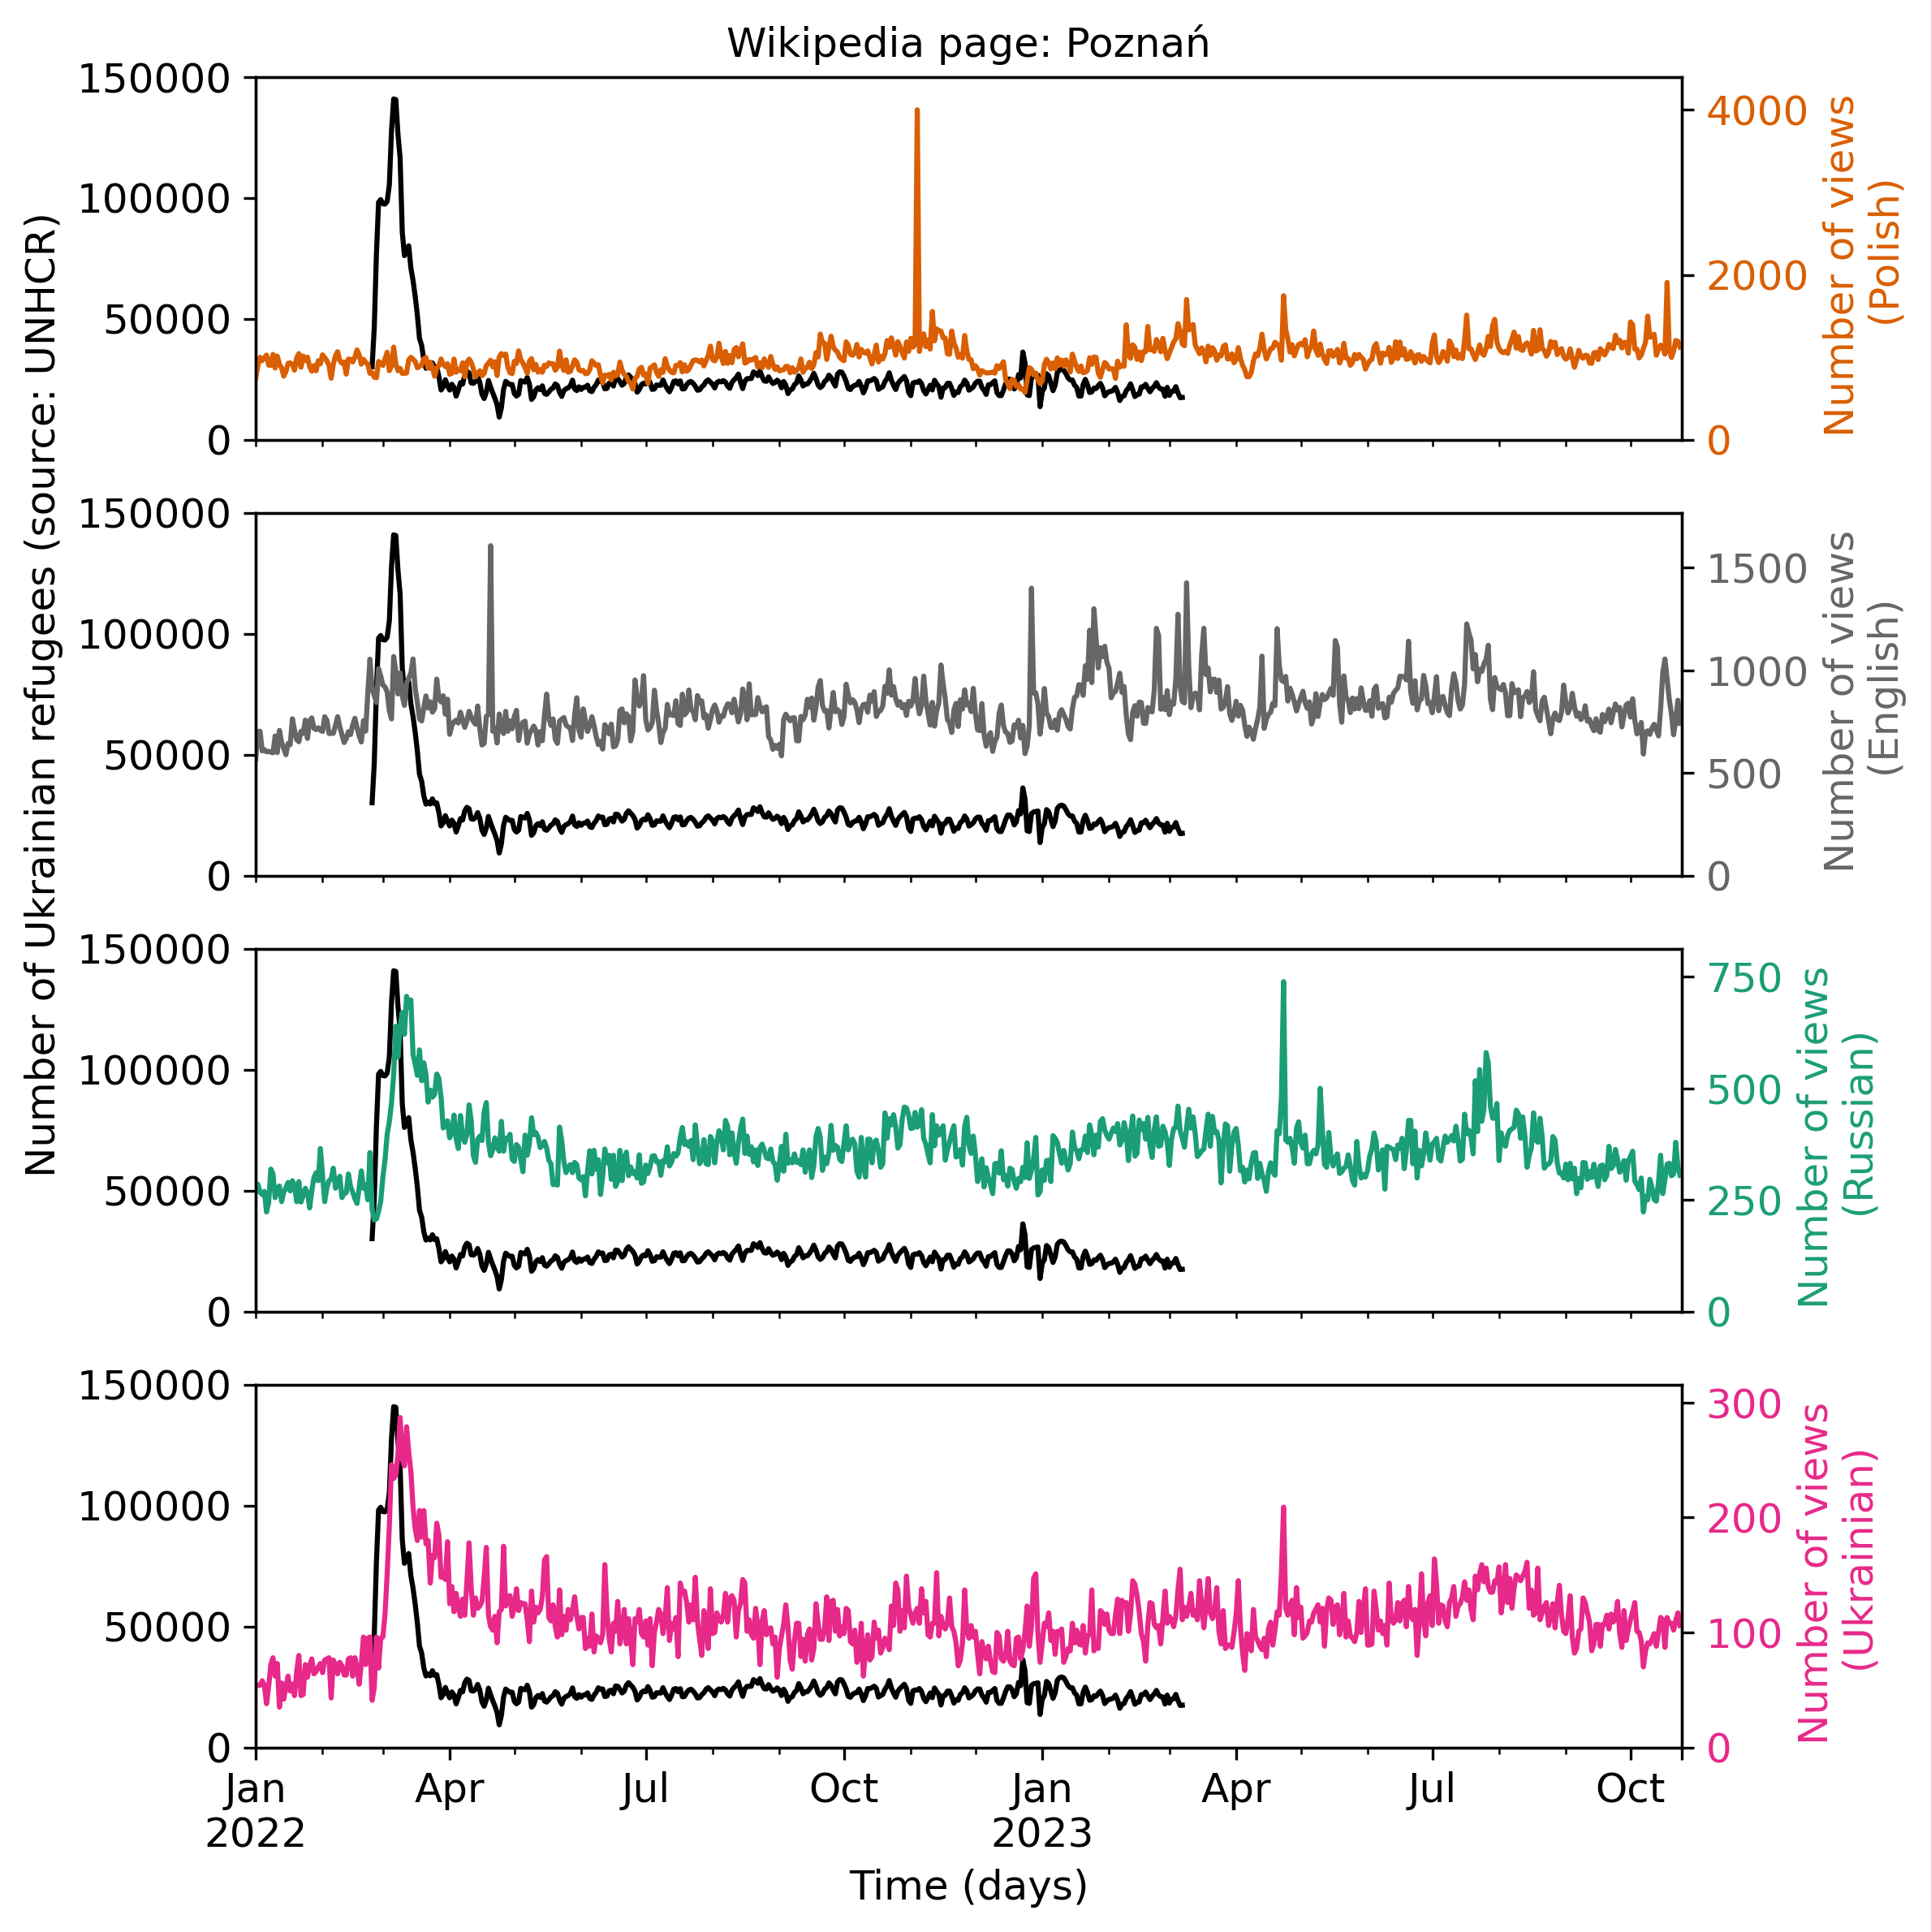 Wikipedia page: Poznań
Number of Ukrainian refugees (source: UNHCR)
150000
100000
50000
0
4000
2000
0
Number of views
(Polish)
150000
100000
50000
0
1500
1000
500
0
Number of views
(English)
150000
100000
50000
0
750
500
250
0
Number of views
(Russian)
150000
100000
50000
0
300
200
100
0
Number of views
(Ukrainian)
Jan Apr Jul Oct Jan Apr Jul Oct
2022 2023
Time (days)